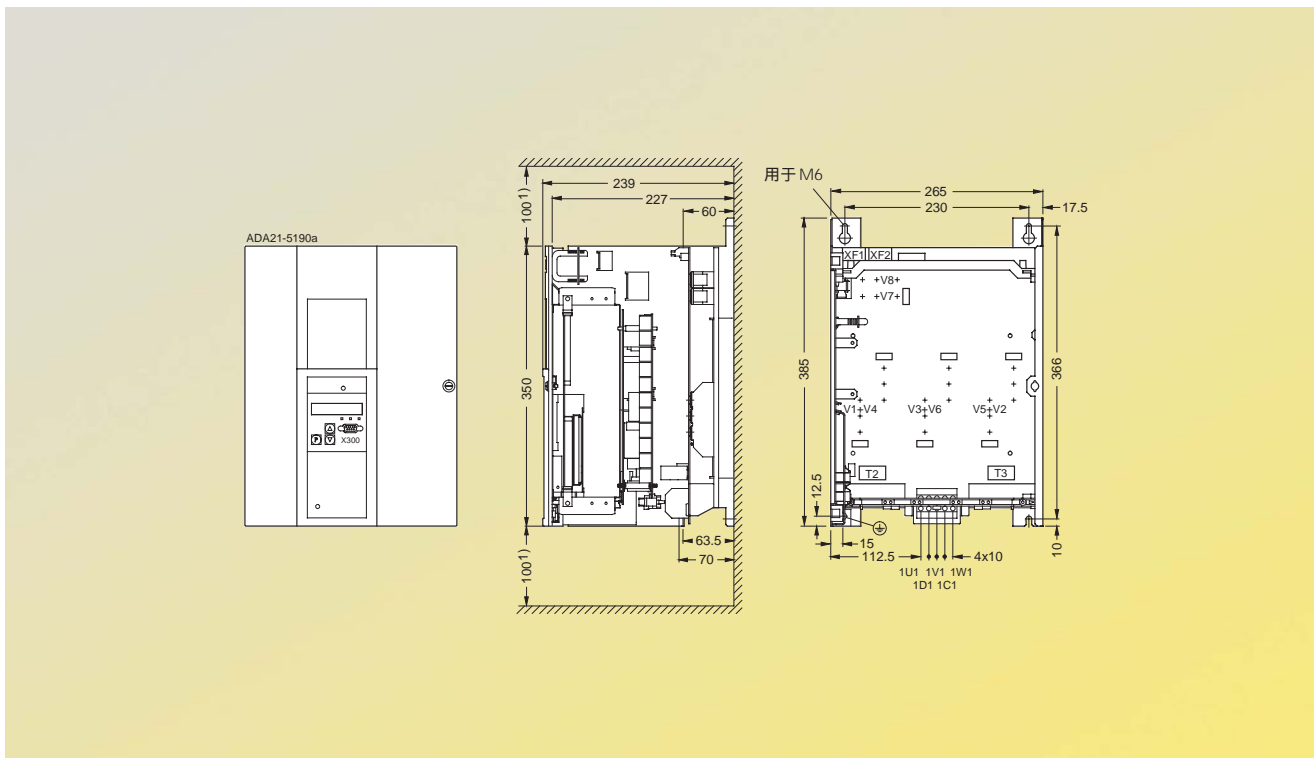 ADA21-5190a
X300
P
239
227
60
100 1)
350
63.5
70
100 1)
用于 M6
265
230
17.5
XF1 XF2
+V8+
+V7+
385
366
V1+V4 V3+V6 V5+V2
T2 T3
12.5
15
112.5
4x10
10
1U1 1V1 1W1
1D1 1C1